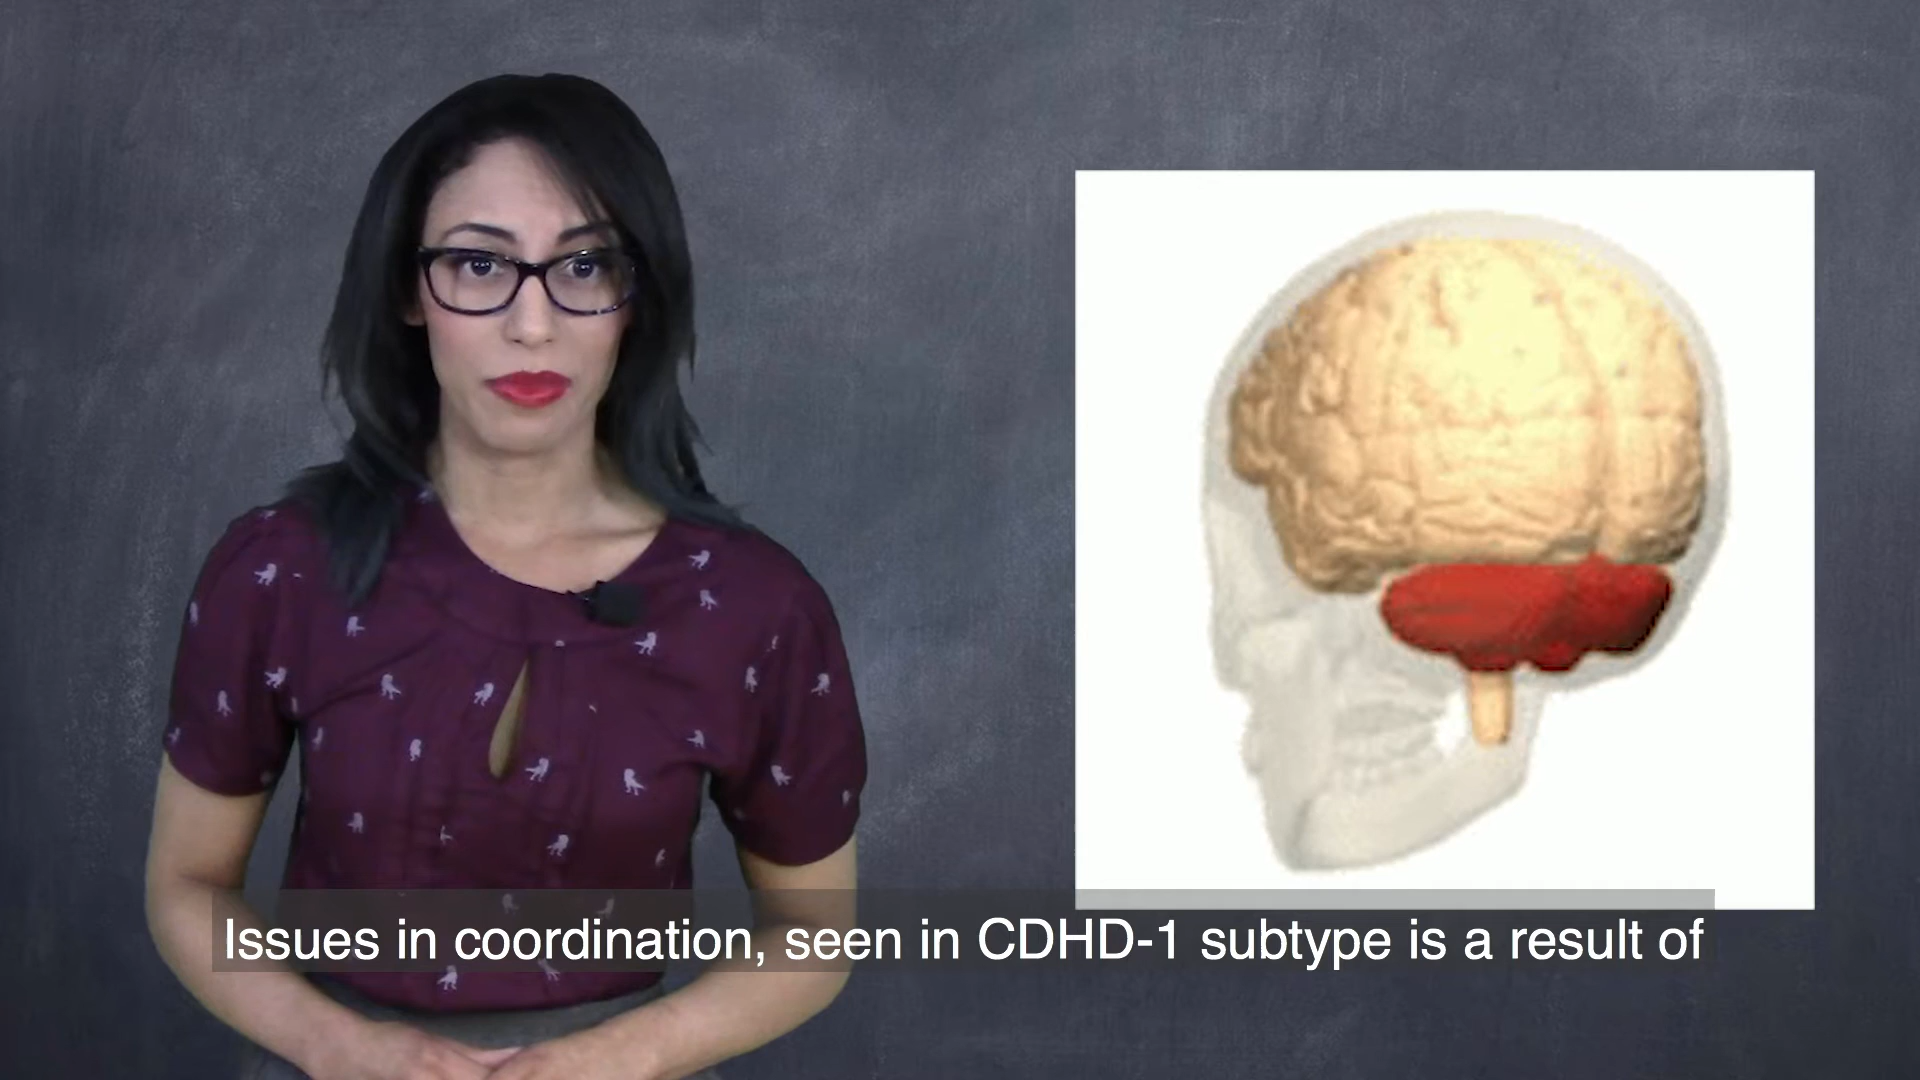 Issues in coordination, seen in CDHD-1 subtype is a result of